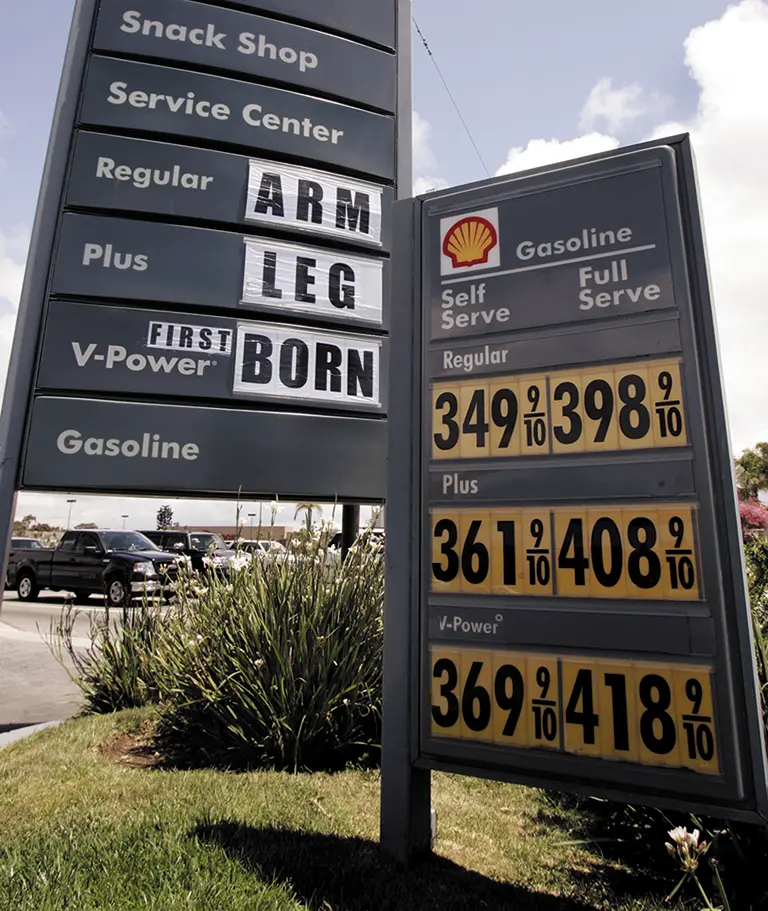 Snack Shop
Service Center
Regular ARM
Plus LEG
V-Power FIRST BORN
Gasoline
Gasoline
Self Serve
Full Serve
Regular
349 9/10 398 9/10
Plus
361 9/10 408 9/10
V-Power
369 9/10 418 9/10